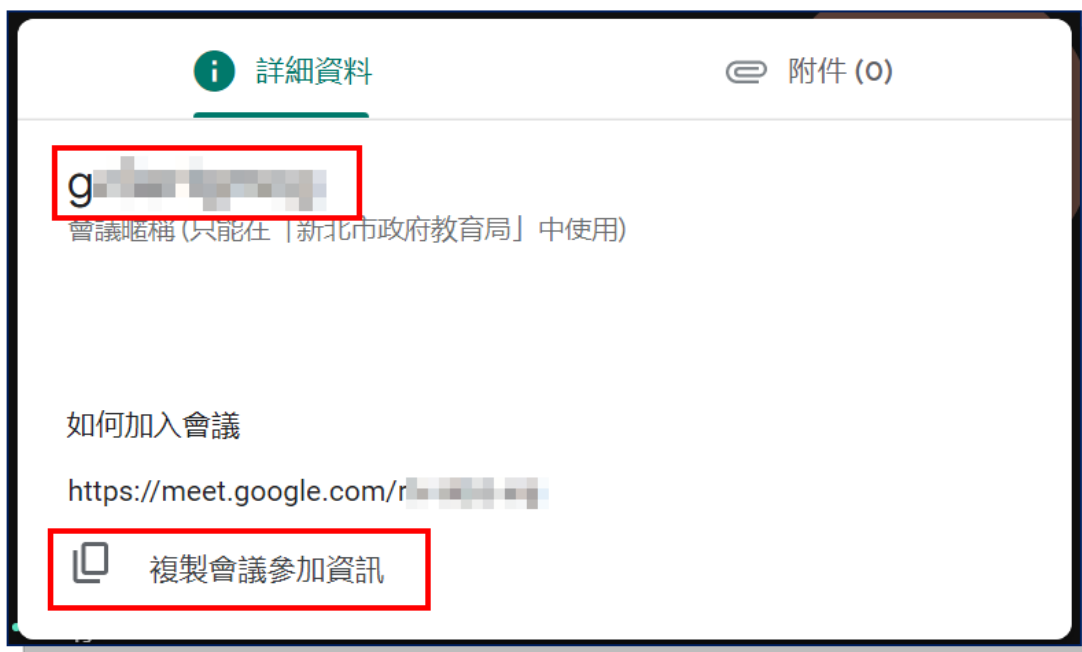 詳細資料
附件 (0)
g
會議暱稱 (只能在「新北市政府教育局」中使用)
如何加入會議
https://meet.google.com/r
複製會議參加資訊